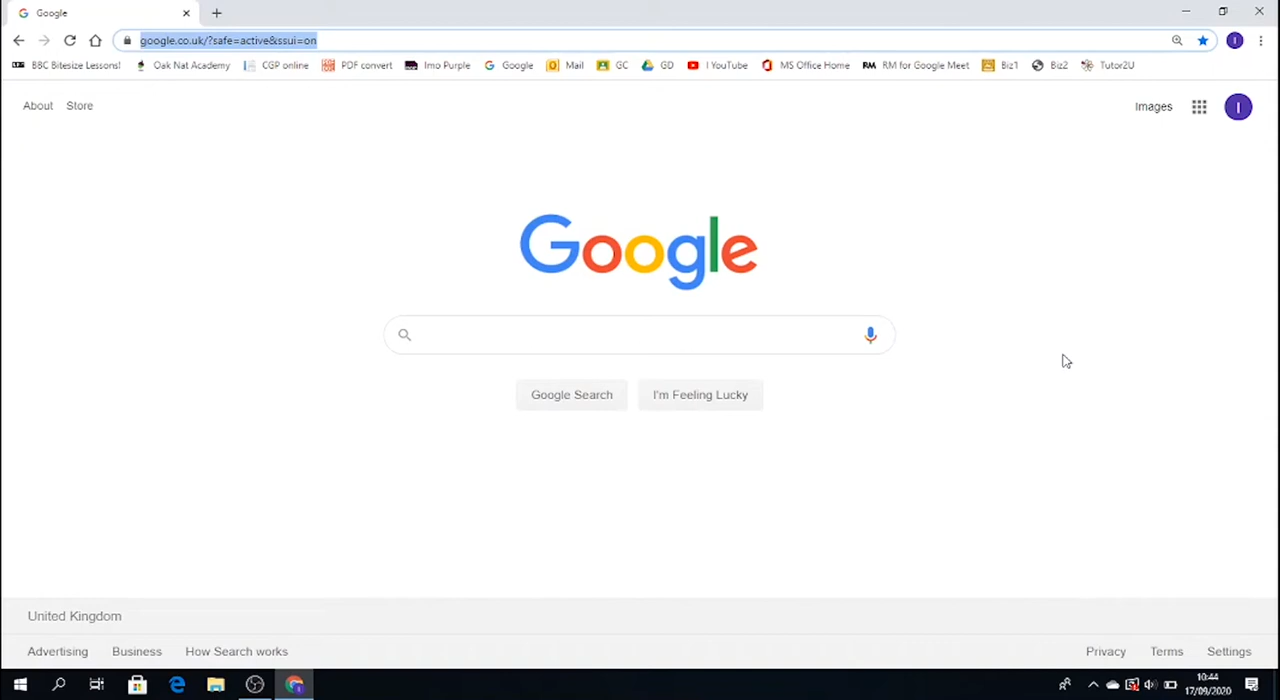 Google
google.co.uk/?safe=active&ssui=on
I
BBC Bitesize Lessons! Oak Nat Academy CGP online PDF convert Imo Purple Google Mail GC GD I YouTube MS Office Home RM RM for Google Meet Biz1 Biz2 Tutor2U
About Store Images I
Google
Google Search I'm Feeling Lucky
United Kingdom
Advertising Business How Search works Privacy Terms Settings
10:44
17/09/2020